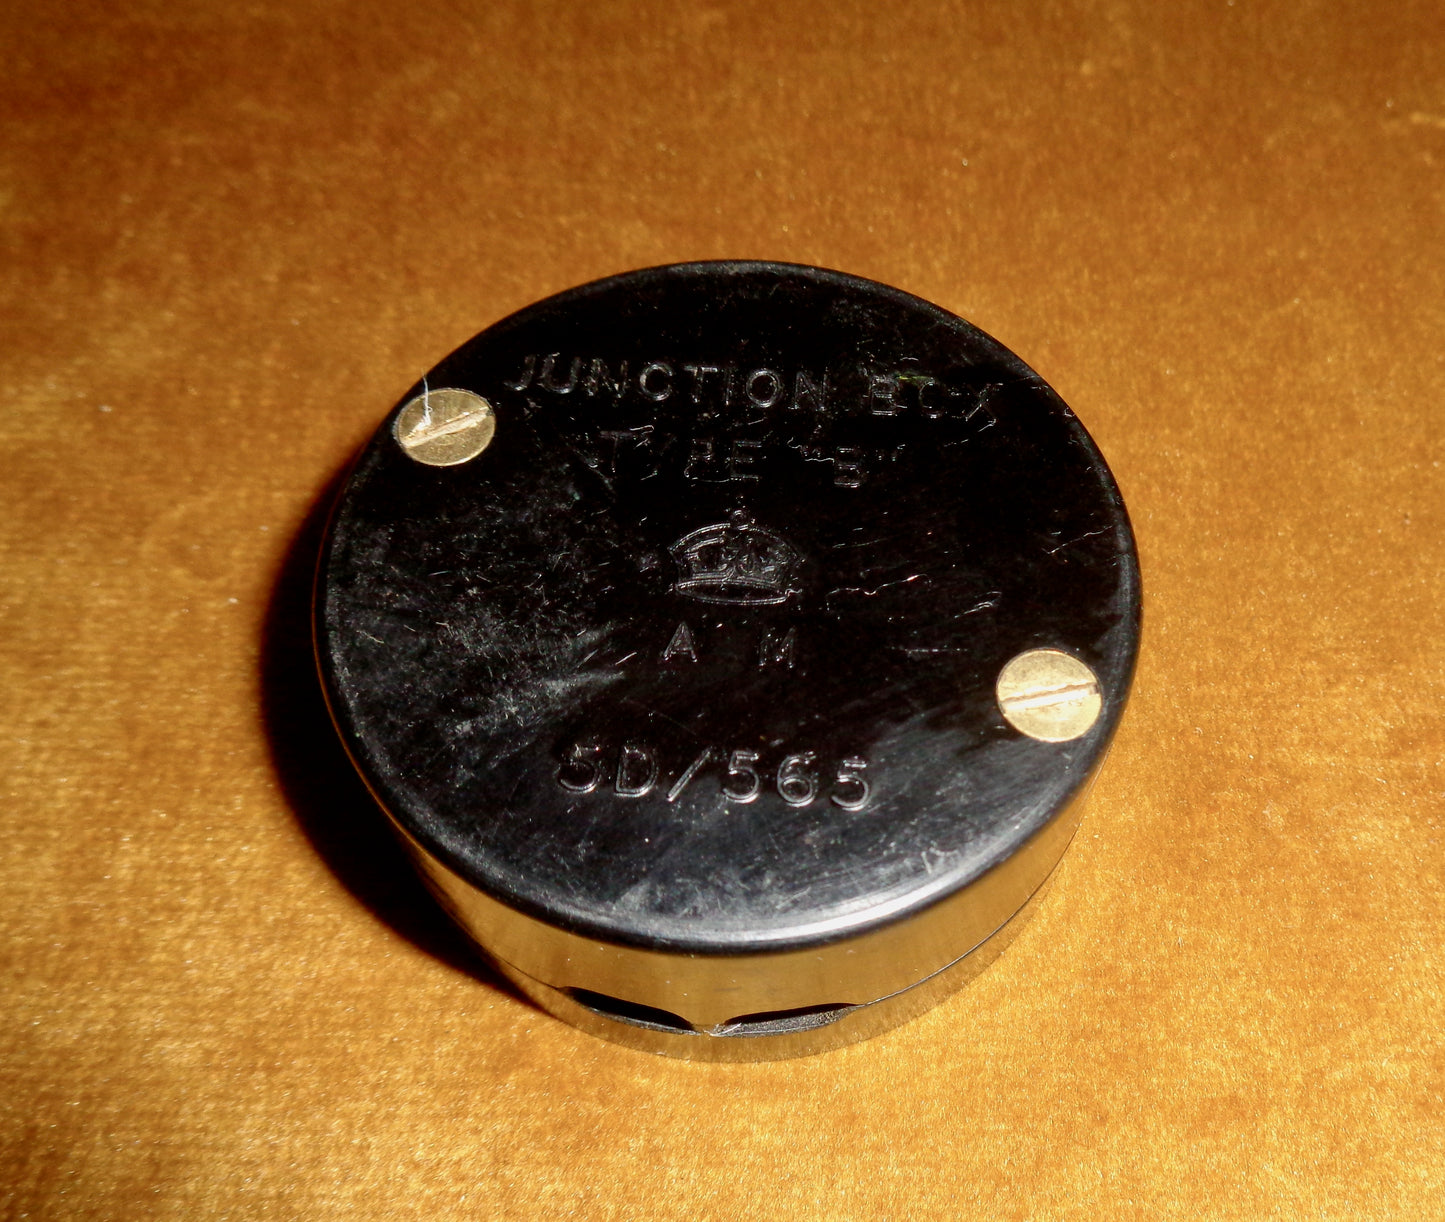 JUNCTION BOX
TYPE "B"
A M
5D/565